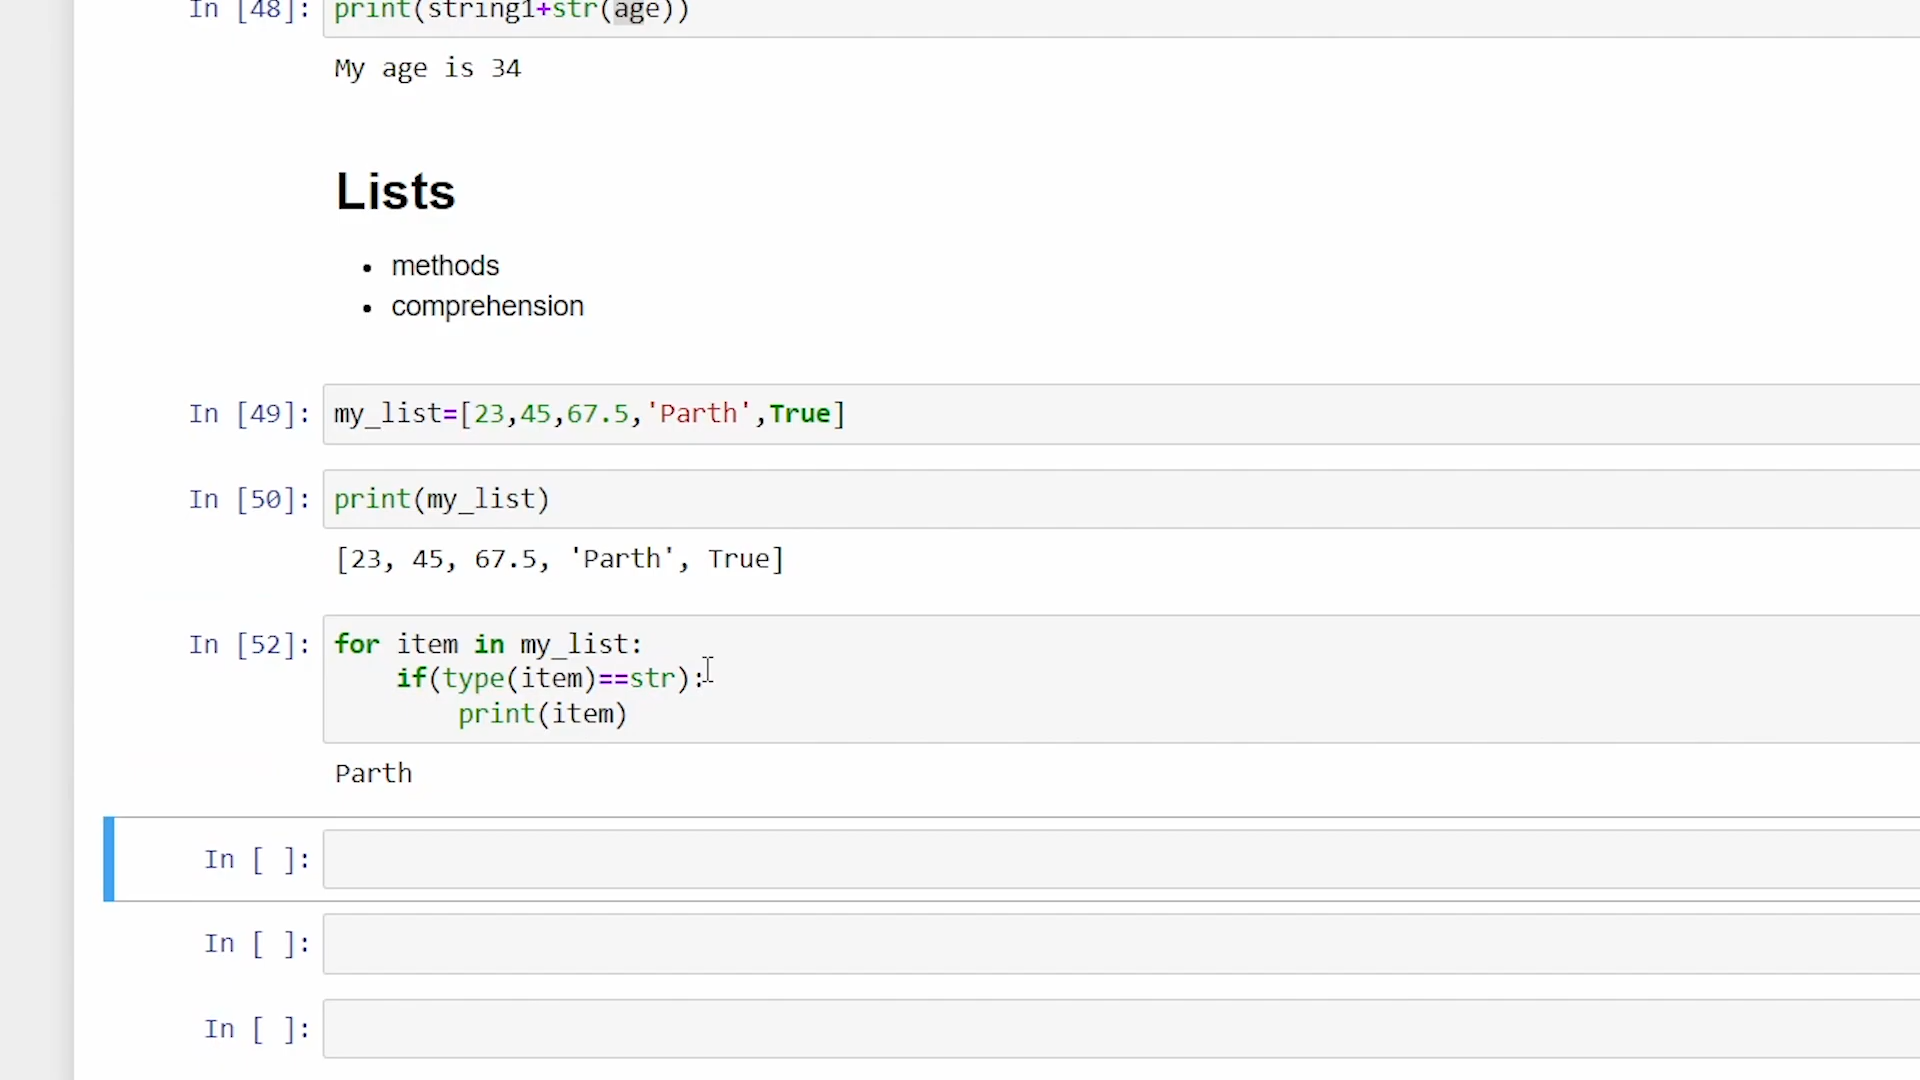 In [48]: print(string1+str(age))
My age is 34
Lists
• methods
• comprehension
In [49]: my_list=[23,45,67.5,'Parth',True]
In [50]: print(my_list)
[23, 45, 67.5, 'Parth', True]
In [52]: for item in my_list:
    if(type(item)==str):
        print(item)
Parth
In [ ]:
In [ ]:
In [ ]: